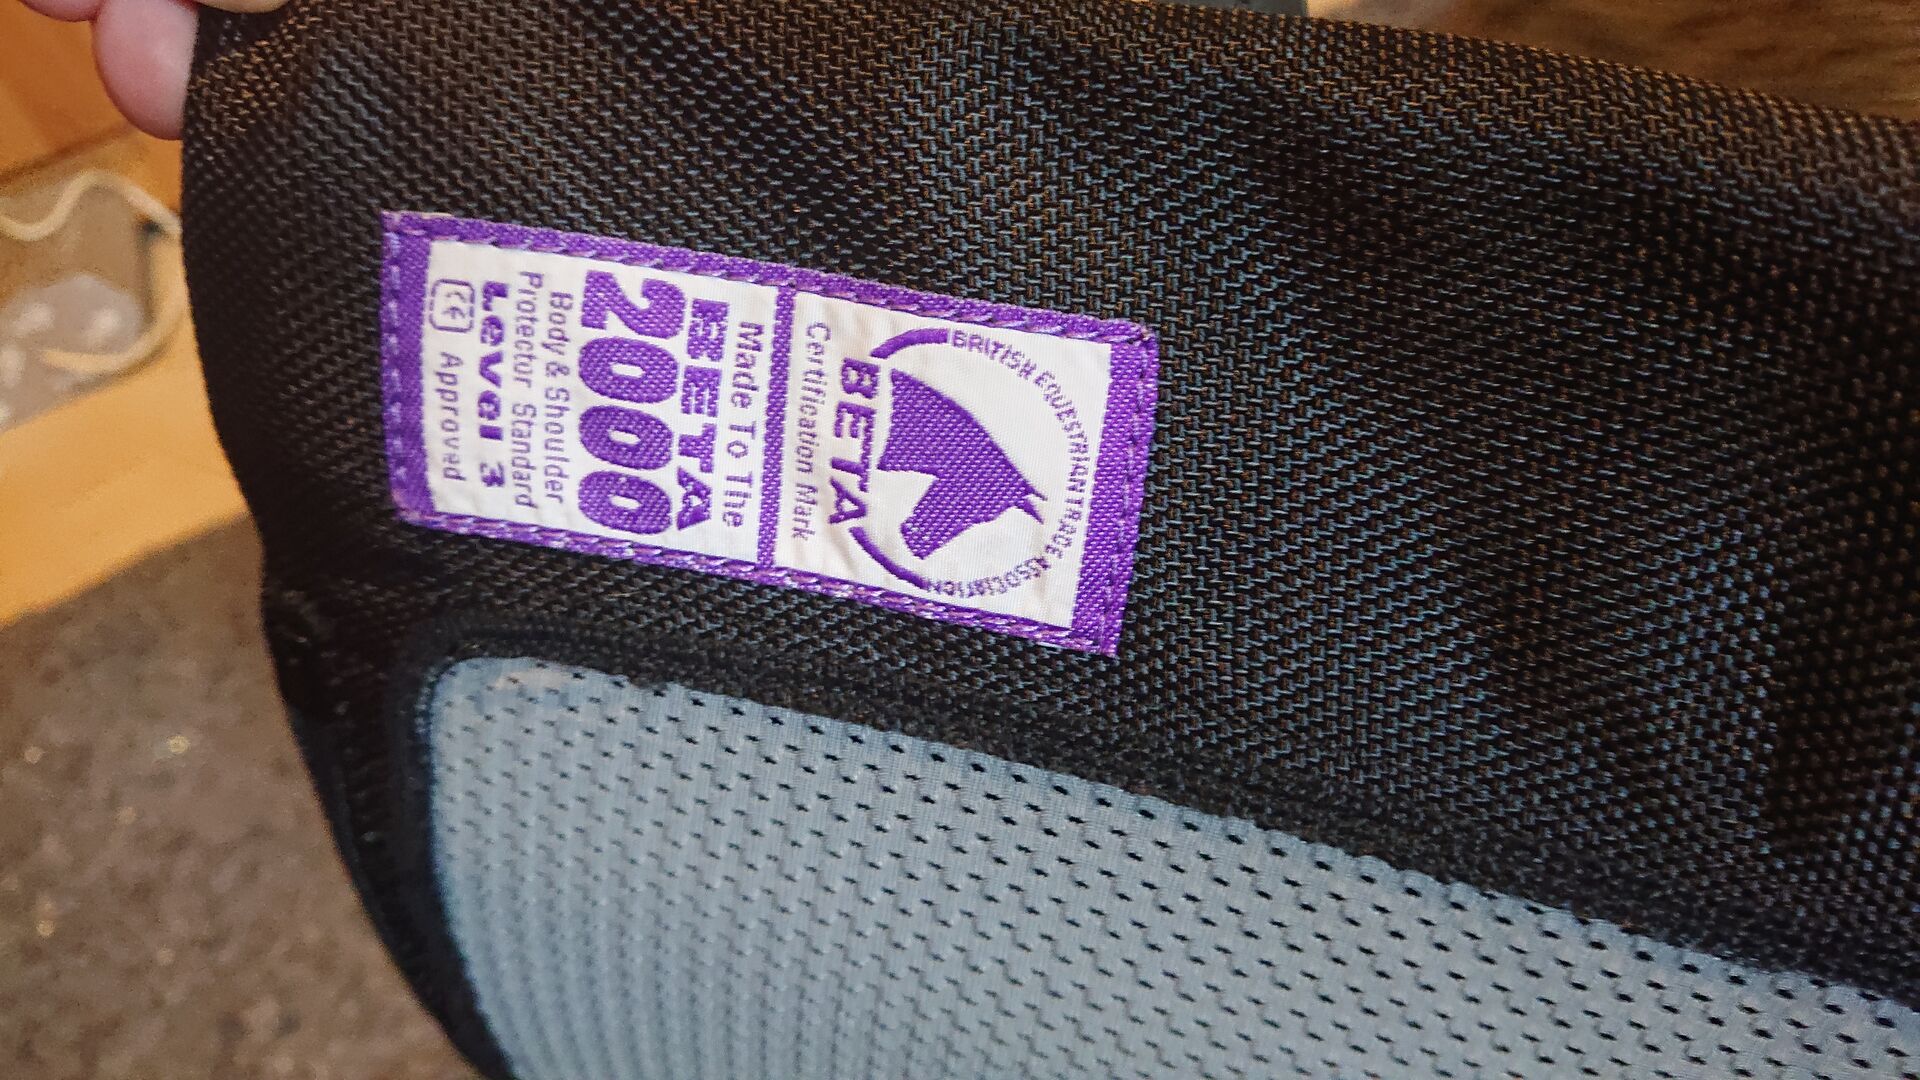 BRITISH EQUESTRIAN TRADE ASSOCIATION
BETA
Certification Mark
Made To The
BETA
2000
Body & Shoulder
Protector Standard
Level 3
CE Approved